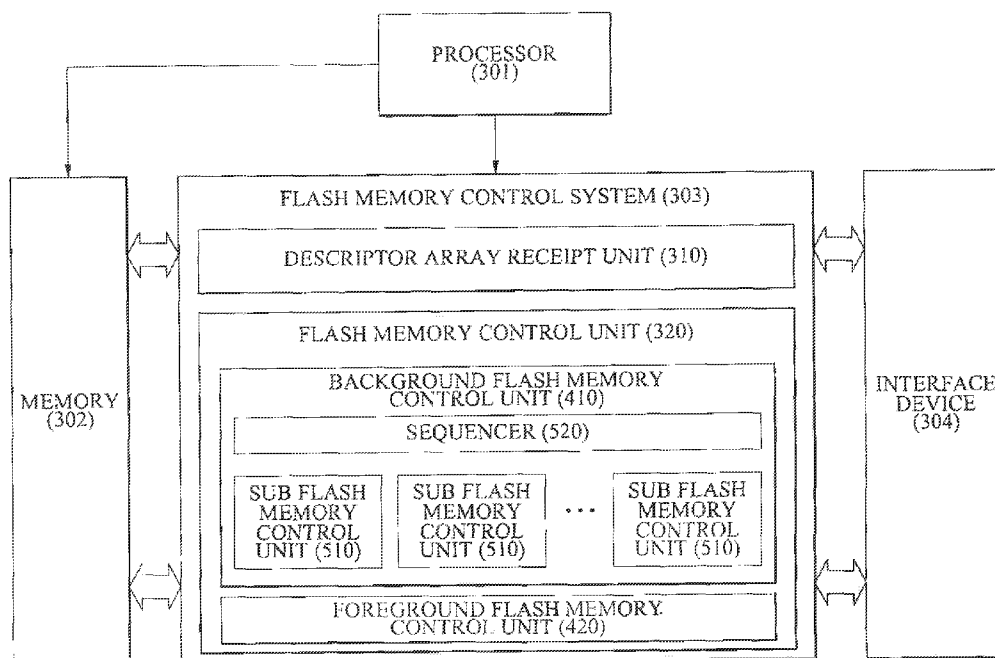 PROCESSOR
(301)
FLASH MEMORY CONTROL SYSTEM (303)
DESCRIPTOR ARRAY RECEIPT UNIT (310)
FLASH MEMORY CONTROL UNIT (320)
BACKGROUND FLASH MEMORY
CONTROL UNIT (410)
SEQUENCER (520)
SUB FLASH
MEMORY
CONTROL
UNIT (510)
SUB FLASH
MEMORY
CONTROL
UNIT (510)
...
SUB FLASH
MEMORY
CONTROL
UNIT (510)
FOREGROUND FLASH MEMORY
CONTROL UNIT (420)
MEMORY
(302)
INTERFACE
DEVICE
(304)